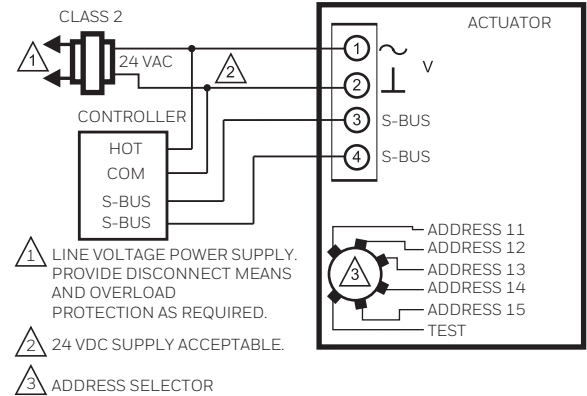 CLASS 2
ACTUATOR
1
24 VAC
2
1
V
2
CONTROLLER
3 S-BUS
HOT
4 S-BUS
COM
S-BUS
S-BUS
ADDRESS 11
ADDRESS 12
ADDRESS 13
3
ADDRESS 14
ADDRESS 15
TEST
1 LINE VOLTAGE POWER SUPPLY.
PROVIDE DISCONNECT MEANS
AND OVERLOAD
PROTECTION AS REQUIRED.
2 24 VDC SUPPLY ACCEPTABLE.
3 ADDRESS SELECTOR